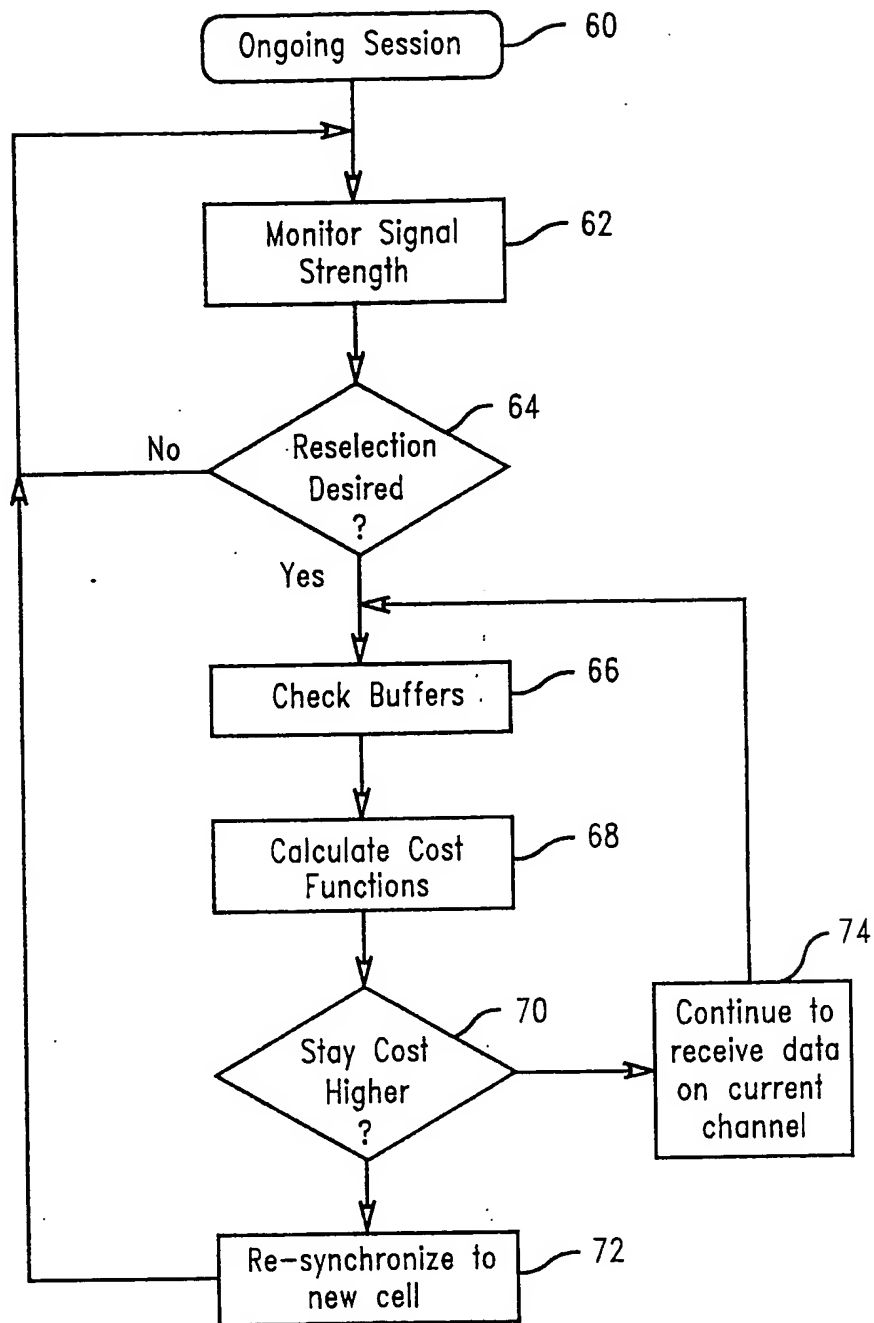 Ongoing Session
60
Monitor Signal
Strength
62
64
Reselection
Desired
?
No
Yes
Check Buffers
66
Calculate Cost
Functions
68
70
Stay Cost
Higher
?
74
Continue to
receive data
on current
channel
Re-synchronize to
new cell
72